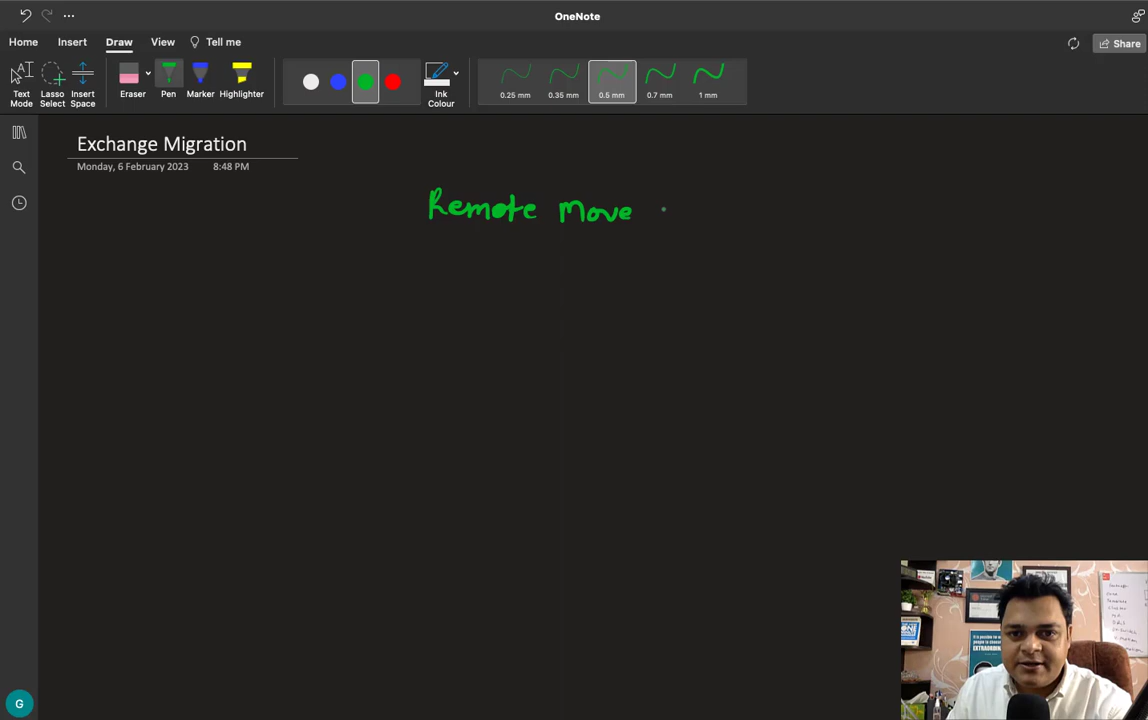 OneNote
Home Insert Draw View Tell me
Share
Text Mode
Lasso Select
Insert Space
Eraser
Pen
Marker
Highlighter
Ink Colour
0.25 mm
0.35 mm
0.5 mm
0.7 mm
1 mm
Exchange Migration
Monday, 6 February 2023 8:48 PM
Remote Move
EXTRAORDINARY
G